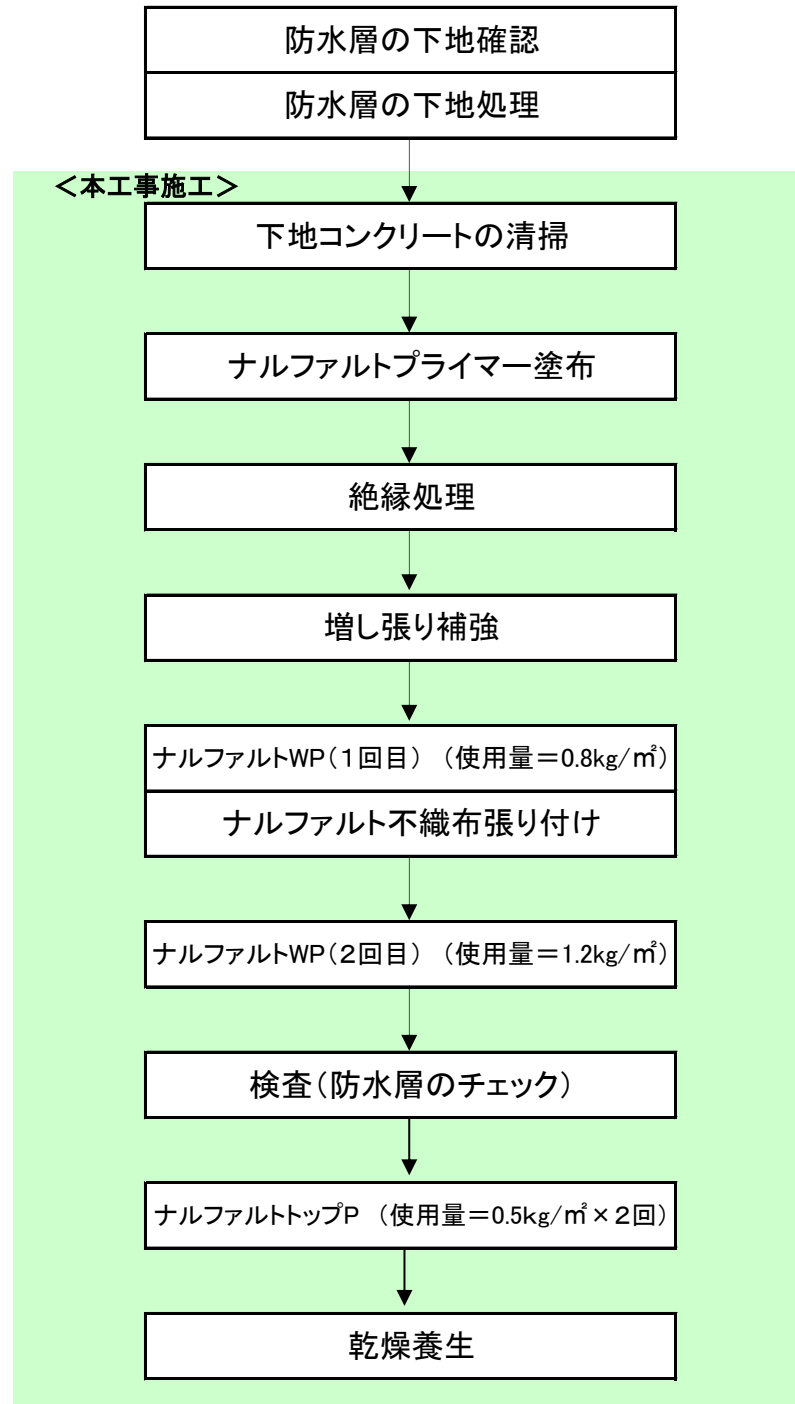 防水層の下地確認
防水層の下地処理
＜本工事施工＞
下地コンクリートの清掃
ナルファルトプライマー塗布
絶縁処理
増し張り補強
ナルファルトWP（１回目）　（使用量＝0.8kg/㎡）
ナルファルト不織布張り付け
ナルファルトWP（２回目）　（使用量＝1.2kg/㎡）
検査（防水層のチェック）
ナルファルトトップP　（使用量＝0.5kg/㎡×２回）
乾燥養生